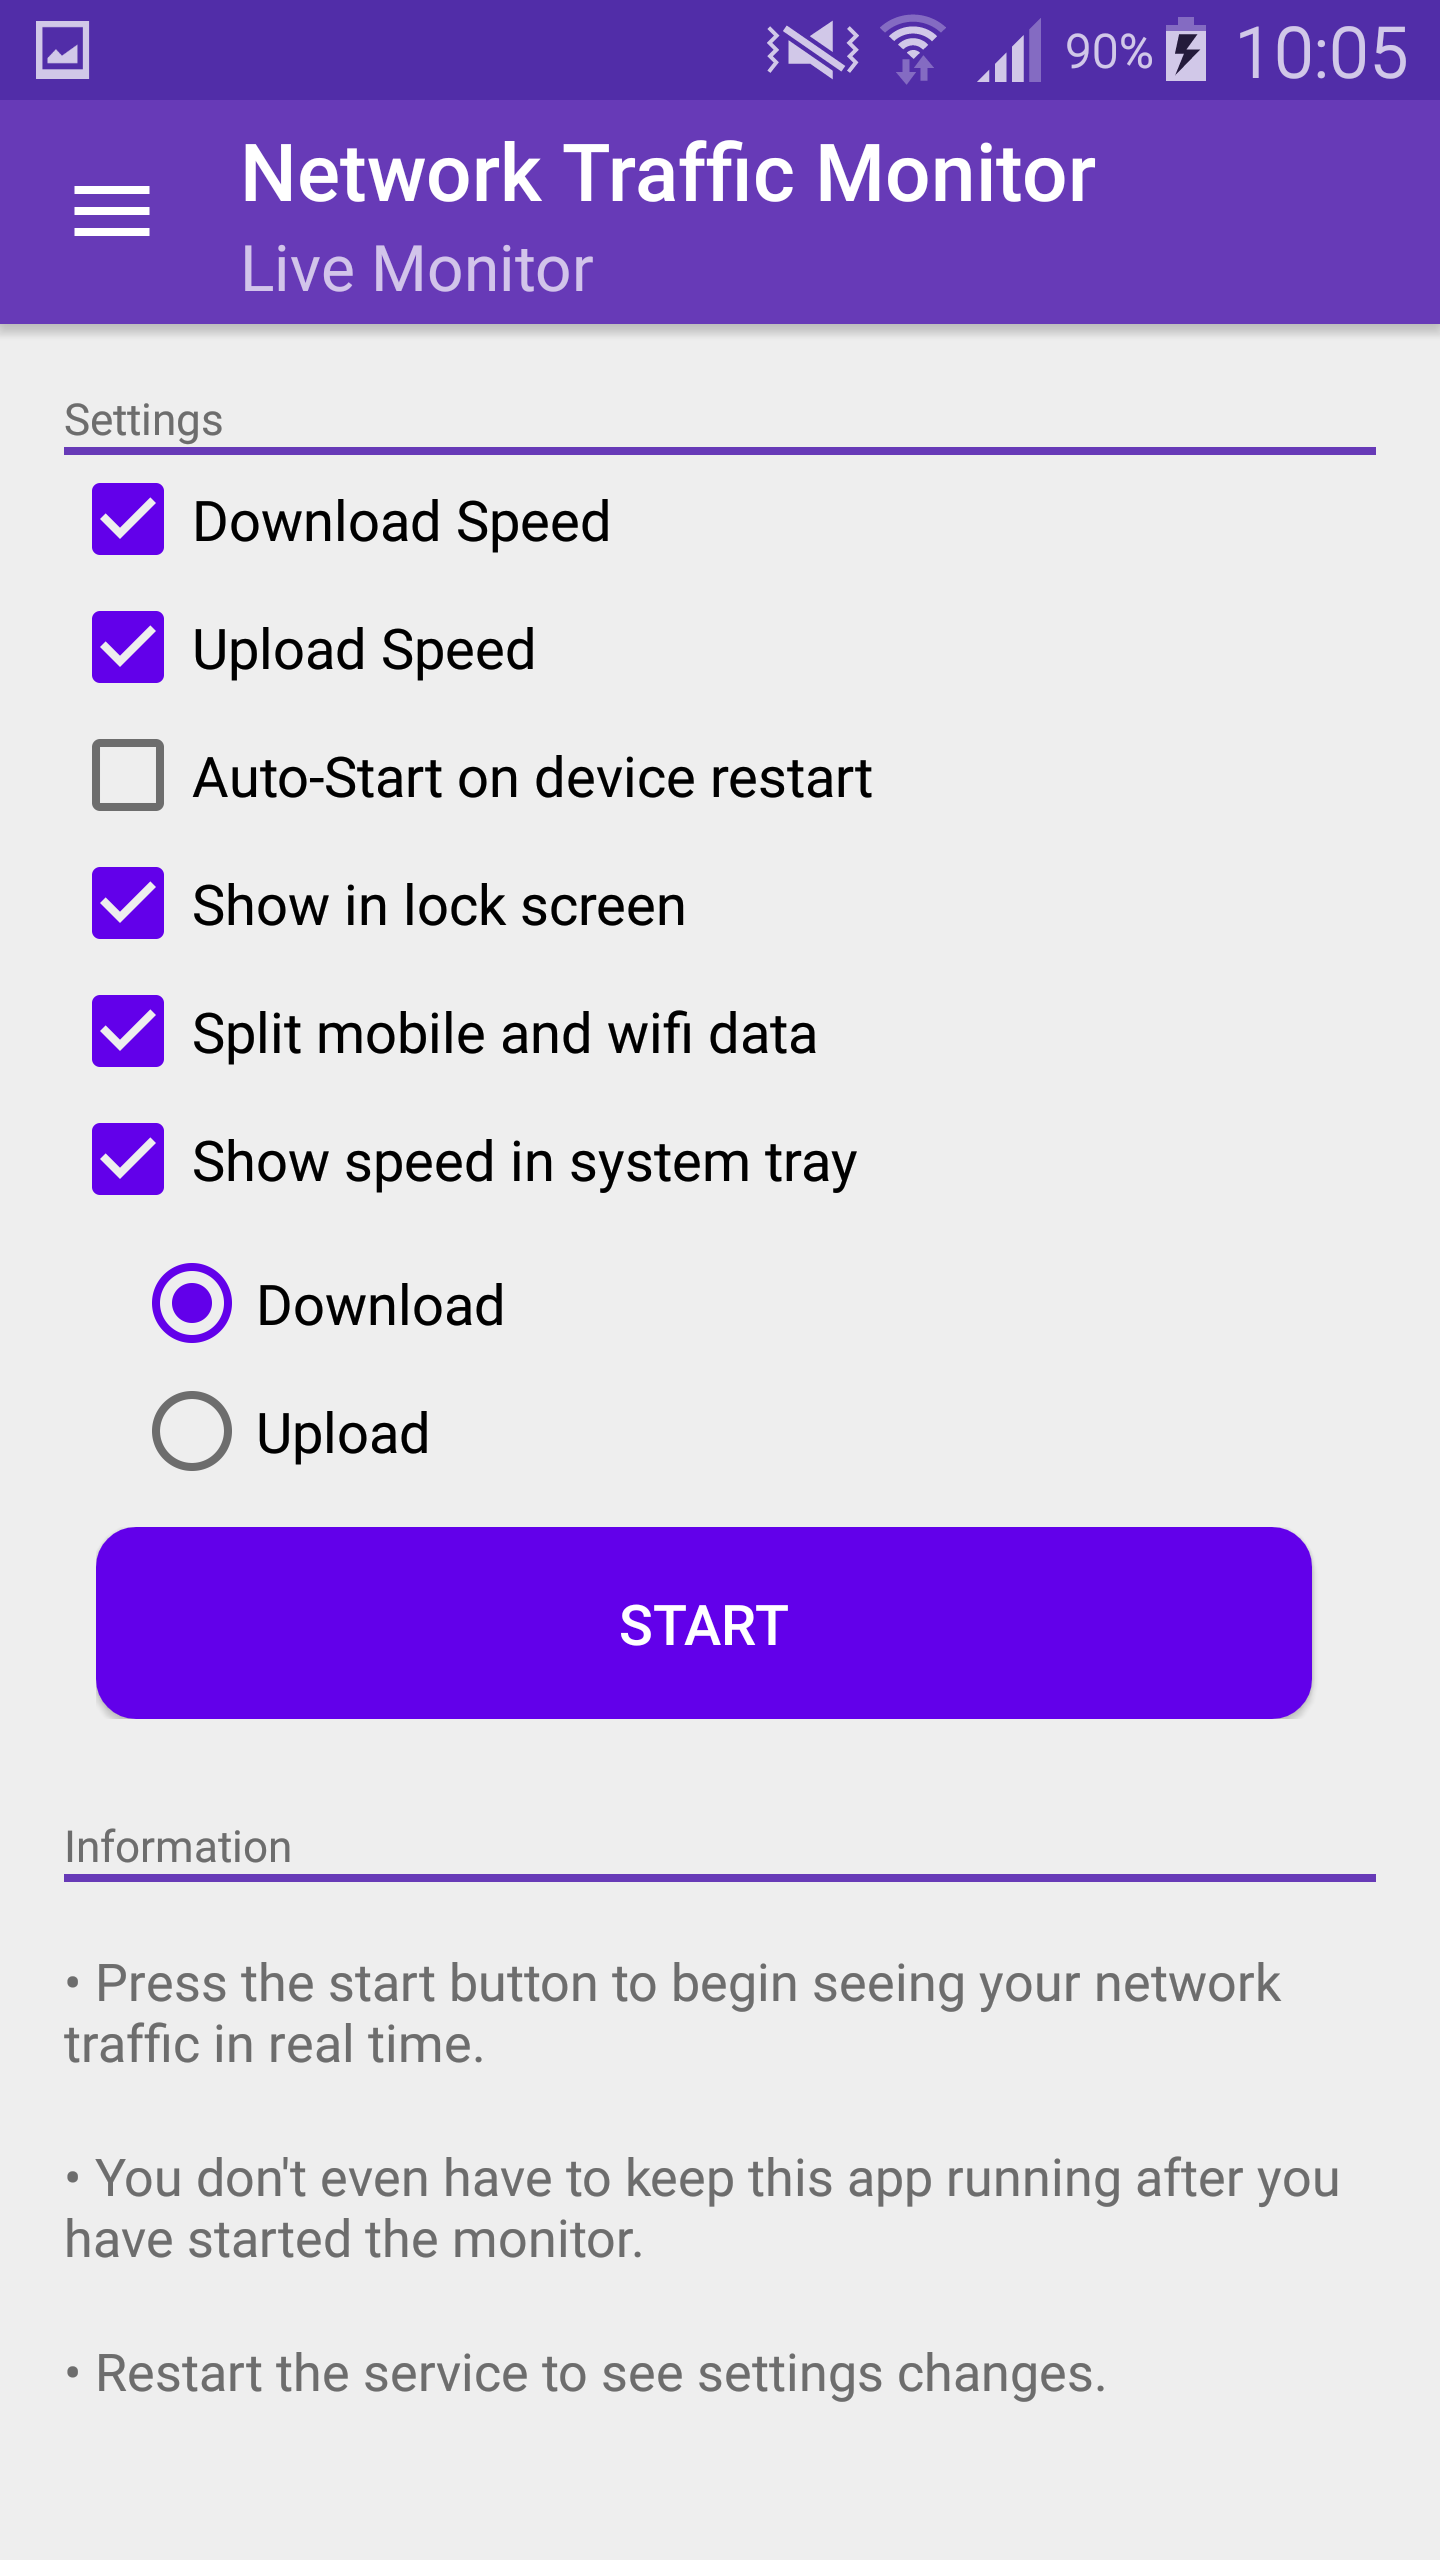 90% 10:05
Network Traffic Monitor
Live Monitor
Settings
Download Speed
Upload Speed
Auto-Start on device restart
Show in lock screen
Split mobile and wifi data
Show speed in system tray
Download
Upload
START
Information
• Press the start button to begin seeing your network
traffic in real time.
• You don't even have to keep this app running after you
have started the monitor.
• Restart the service to see settings changes.